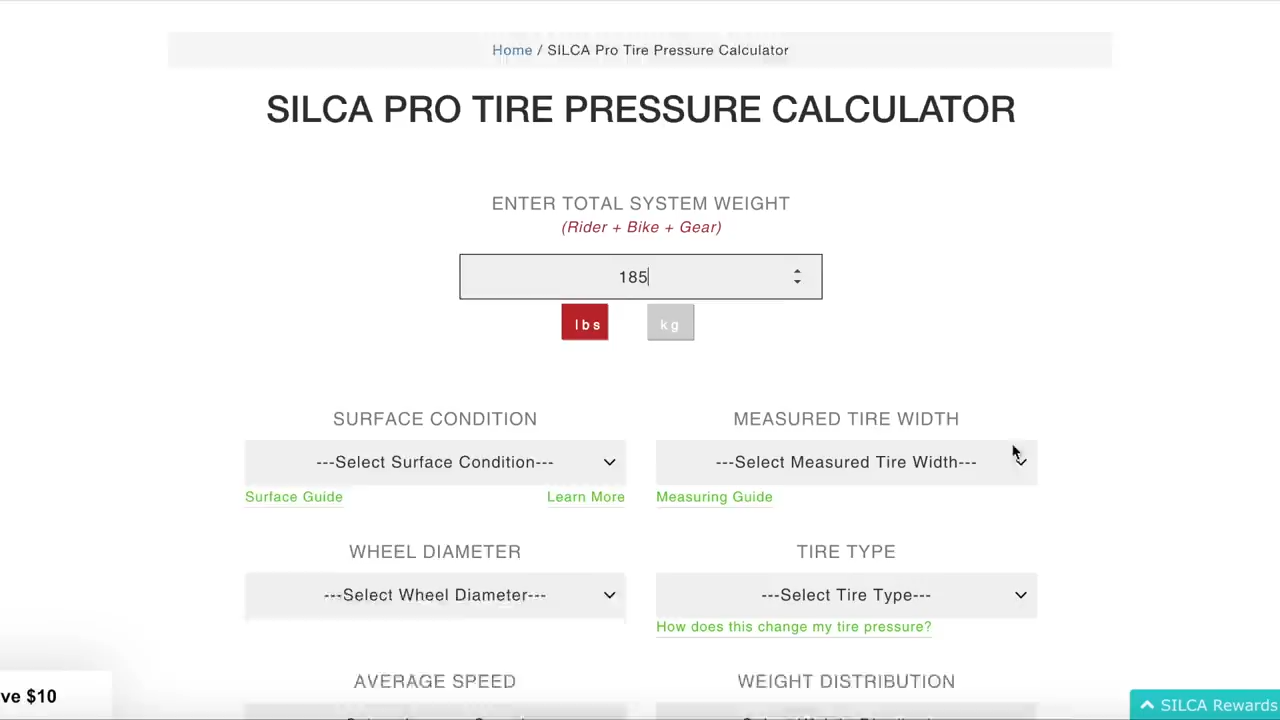 Home / SILCA Pro Tire Pressure Calculator
SILCA PRO TIRE PRESSURE CALCULATOR
ENTER TOTAL SYSTEM WEIGHT
(Rider + Bike + Gear)
185
lbs kg
SURFACE CONDITION MEASURED TIRE WIDTH
---Select Surface Condition--- ---Select Measured Tire Width---
Surface Guide Learn More Measuring Guide
WHEEL DIAMETER TIRE TYPE
---Select Wheel Diameter--- ---Select Tire Type---
How does this change my tire pressure?
AVERAGE SPEED WEIGHT DISTRIBUTION
ve $10
SILCA Rewards